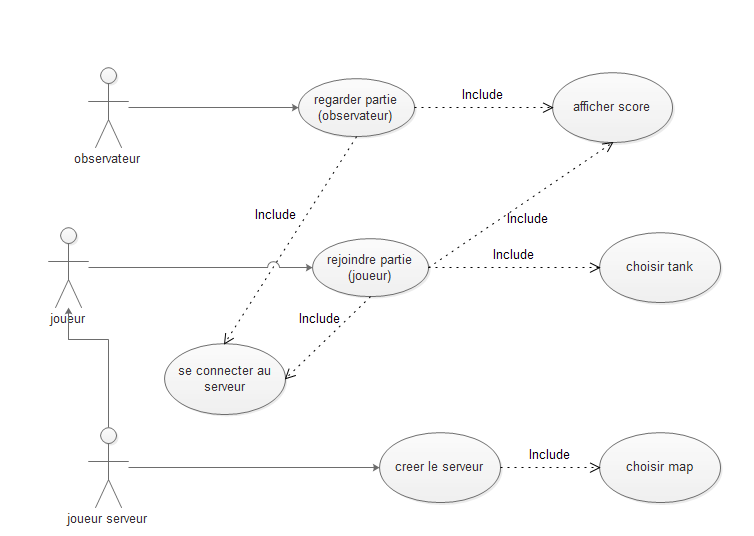 regarder partie
(observateur)
Include
afficher score
observateur
Include
Include
rejoindre partie
(joueur)
Include
choisir tank
joueur
Include
se connecter au
serveur
creer le serveur
Include
choisir map
joueur serveur